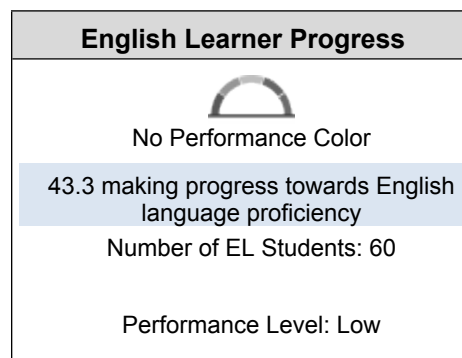 English Learner Progress
No Performance Color
43.3 making progress towards English
language proficiency
Number of EL Students: 60
Performance Level: Low